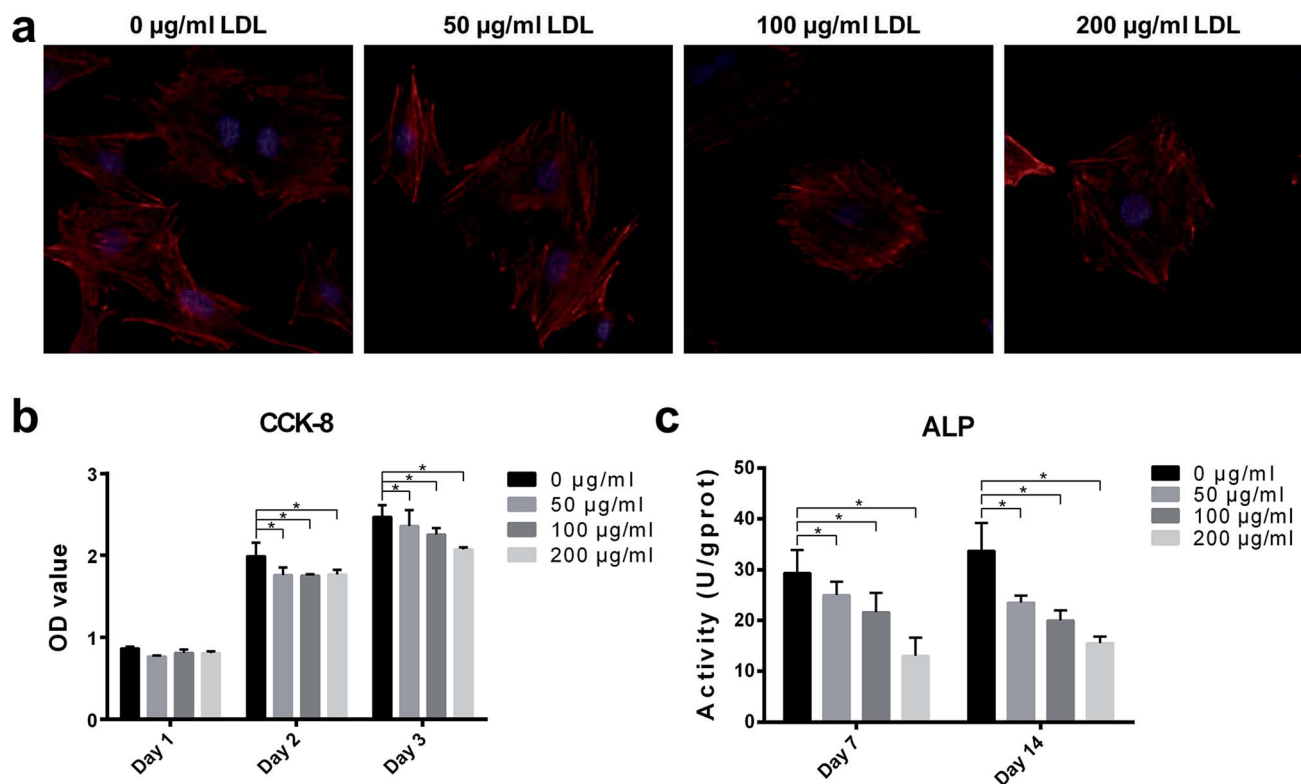 a
0 µg/ml LDL
50 µg/ml LDL
100 µg/ml LDL
200 µg/ml LDL
b
CCK-8
OD value
3
2
1
0
* * *
* * *
Day 1
Day 2
Day 3
0 µg/ml
50 µg/ml
100 µg/ml
200 µg/ml
c
ALP
Activity (U/gprot)
50
40
30
20
10
0
* * *
* * *
Day 7
Day 14
0 µg/ml
50 µg/ml
100 µg/ml
200 µg/ml